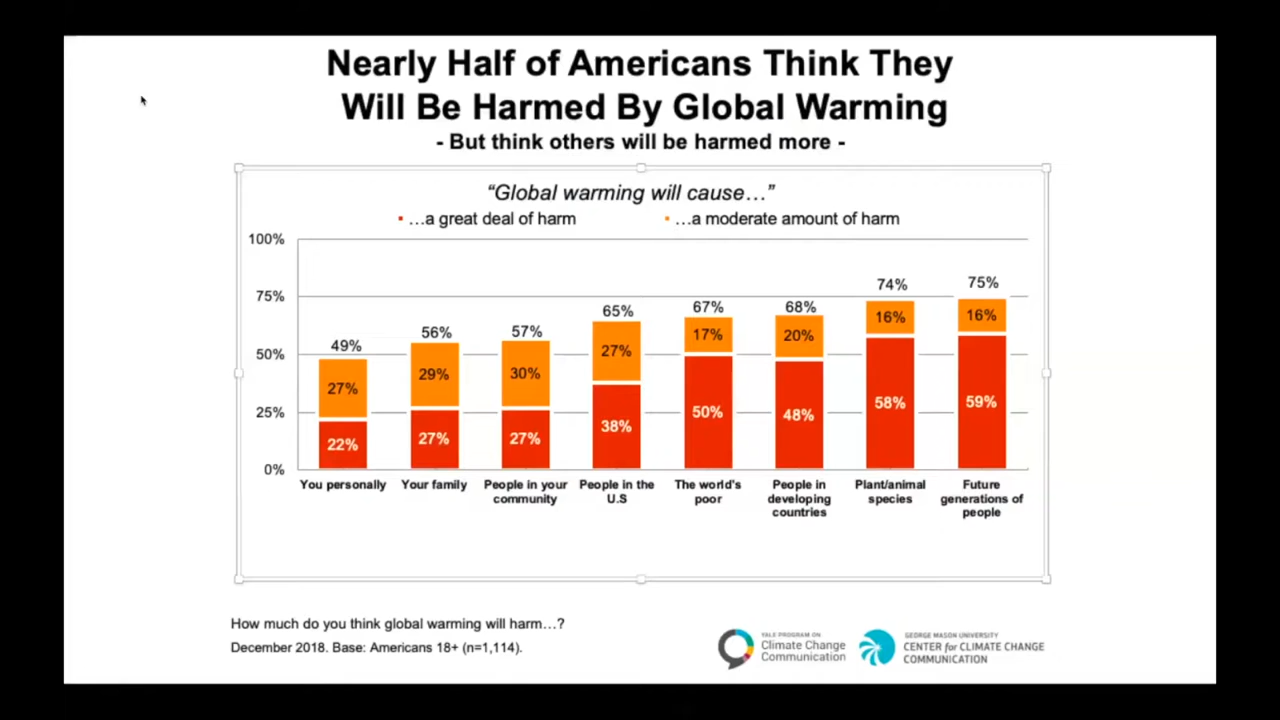 Nearly Half of Americans Think They
Will Be Harmed By Global Warming
- But think others will be harmed more -
“Global warming will cause…”
…a great deal of harm …a moderate amount of harm
100%
75%
50%
25%
0%
49% 56% 57% 65% 67% 68% 74% 75%
27% 29% 30% 27% 17% 20% 16% 16%
22% 27% 27% 38% 50% 48% 58% 59%
You personally
Your family
People in your
community
People in the
U.S
The world's
poor
People in
developing
countries
Plant/animal
species
Future
generations of
people
How much do you think global warming will harm…?
December 2018. Base: Americans 18+ (n=1,114).
YALE PROGRAM ON
Climate Change
Communication
GEORGE MASON UNIVERSITY
CENTER for CLIMATE CHANGE
COMMUNICATION